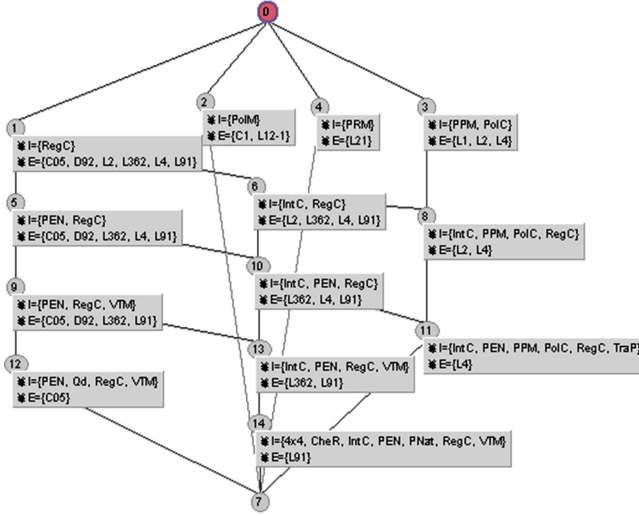 0
1
I={RegC}
E={C05, D92, L2, L362, L4, L91}
2
I={PolM}
E={C1, L12-1}
4
I={PRM}
E={L21}
3
I={PPM, PolC}
E={L1, L2, L4}
5
I={PEN, RegC}
E={C05, D92, L362, L4, L91}
6
I={IntC, RegC}
E={L2, L362, L4, L91}
8
I={IntC, PPM, PolC, RegC}
E={L2, L4}
9
I={PEN, RegC, VTM}
E={C05, D92, L362, L91}
10
I={IntC, PEN, RegC}
E={L362, L4, L91}
11
I={IntC, PEN, PPM, PolC, RegC, TraP}
E={L4}
12
I={PEN, Qd, RegC, VTM}
E={C05}
13
I={IntC, PEN, RegC, VTM}
E={L362, L91}
14
I={4x4, CheR, IntC, PEN, PNat, RegC, VTM}
E={L91}
7